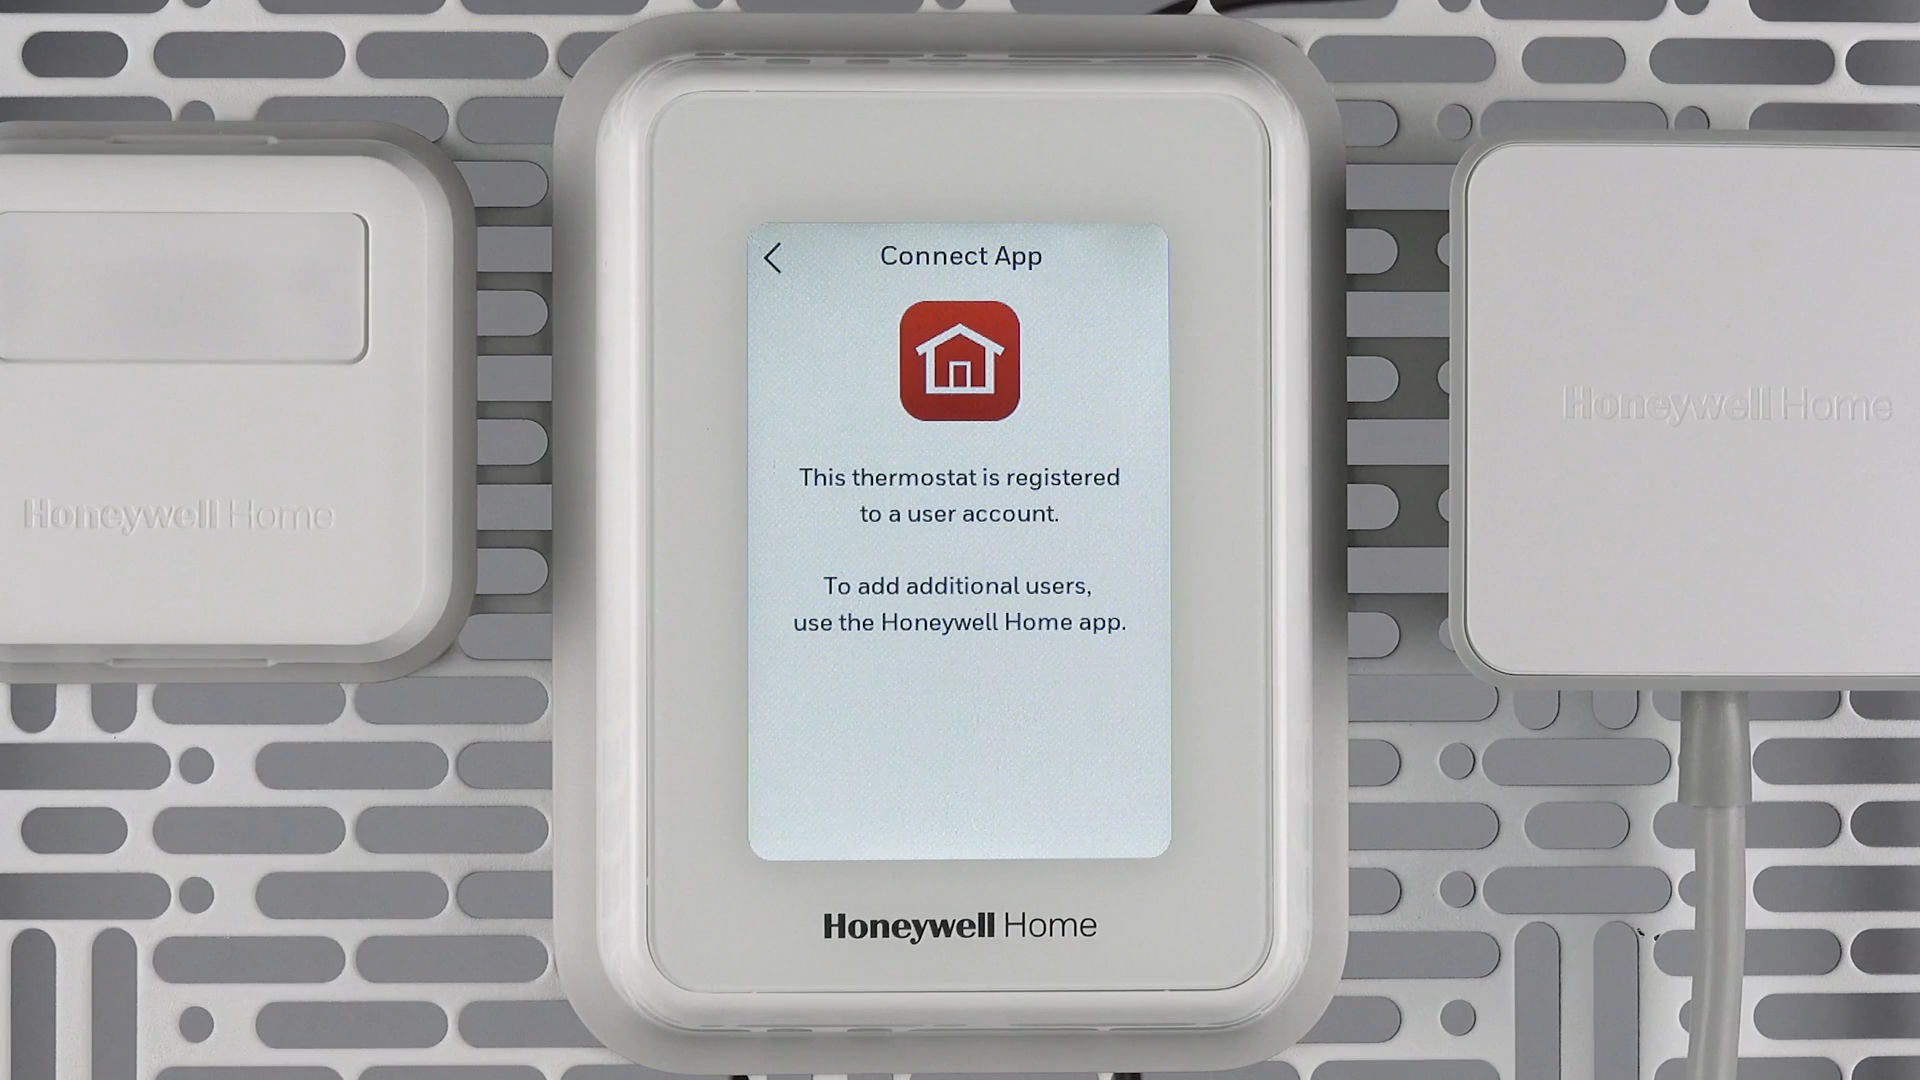 Connect App
This thermostat is registered
to a user account.
To add additional users,
use the Honeywell Home app.
Honeywell Home
Honeywell Home
Honeywell Home